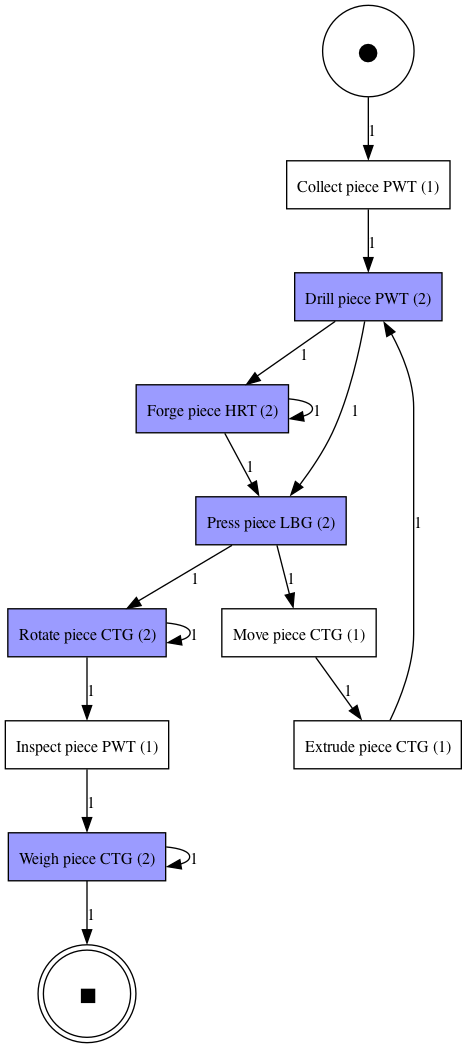 1
Collect piece PWT (1)
1
Drill piece PWT (2)
1
Forge piece HRT (2)
1
1
1
Press piece LBG (2)
1
1
1
Rotate piece CTG (2)
1
Move piece CTG (1)
1
1
Inspect piece PWT (1)
Extrude piece CTG (1)
1
Weigh piece CTG (2)
1
1